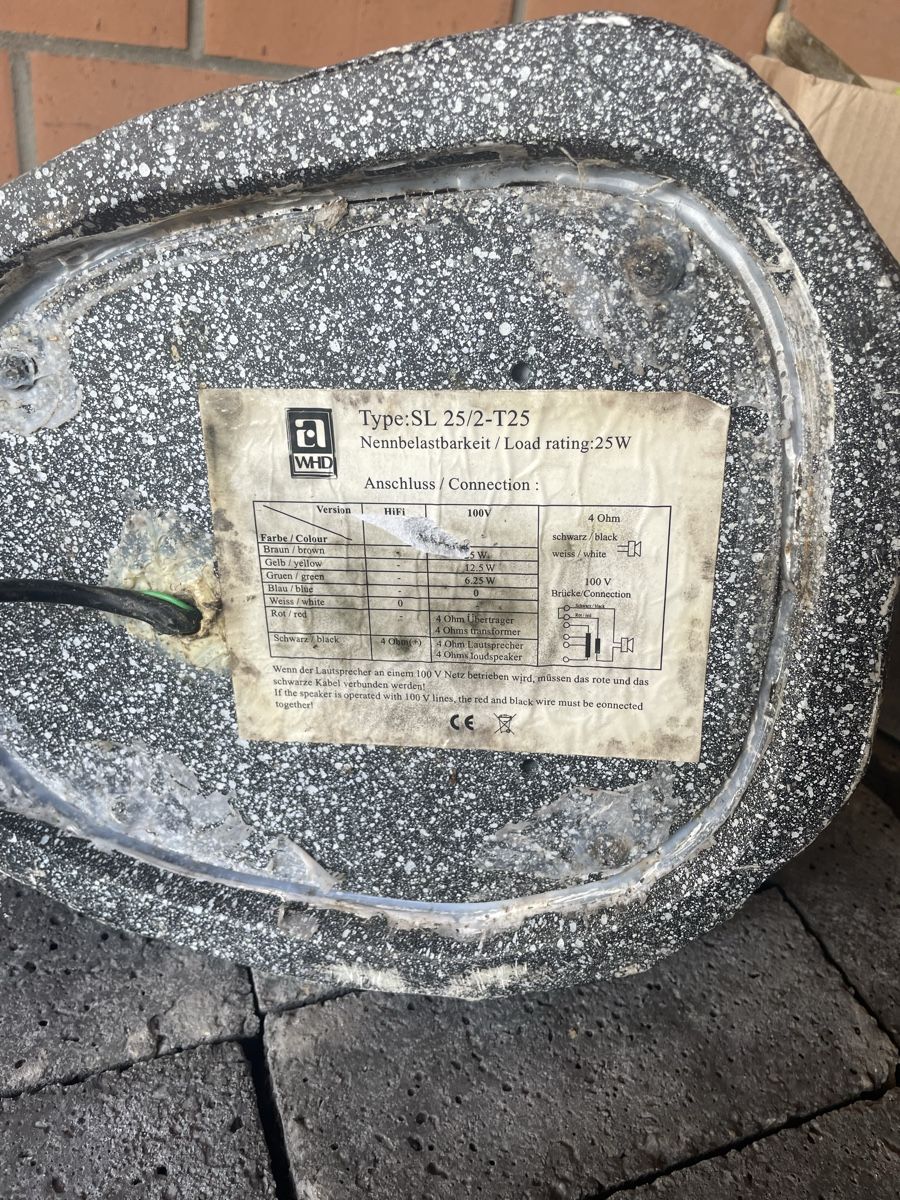 a
WHD
Type:SL 25/2-T25
Nennbelastbarkeit / Load rating:25W
Anschluss / Connection :
Version HiFi 100V
Farbe / Colour
Braun / brown - 5 W
Gelb / yellow - 12.5 W
Gruen / green - 6.25 W
Blau / blue - 0
Weiss / white 0 -
Rot / red - 4 Ohm Übertrager
4 Ohms transformer
Schwarz / black 4 Ohm(+) 4 Ohm Lautsprecher
4 Ohms loudspeaker
4 Ohm
schwarz / black
weiss / white
100 V
Brücke/Connection
Schwarz / black
Rot / red
Wenn der Lautsprecher an einem 100 V Netz betrieben wird, müssen das rote und das
schwarze Kabel verbunden werden!
If the speaker is operated with 100 V lines, the red and black wire must be connected
together!
CE